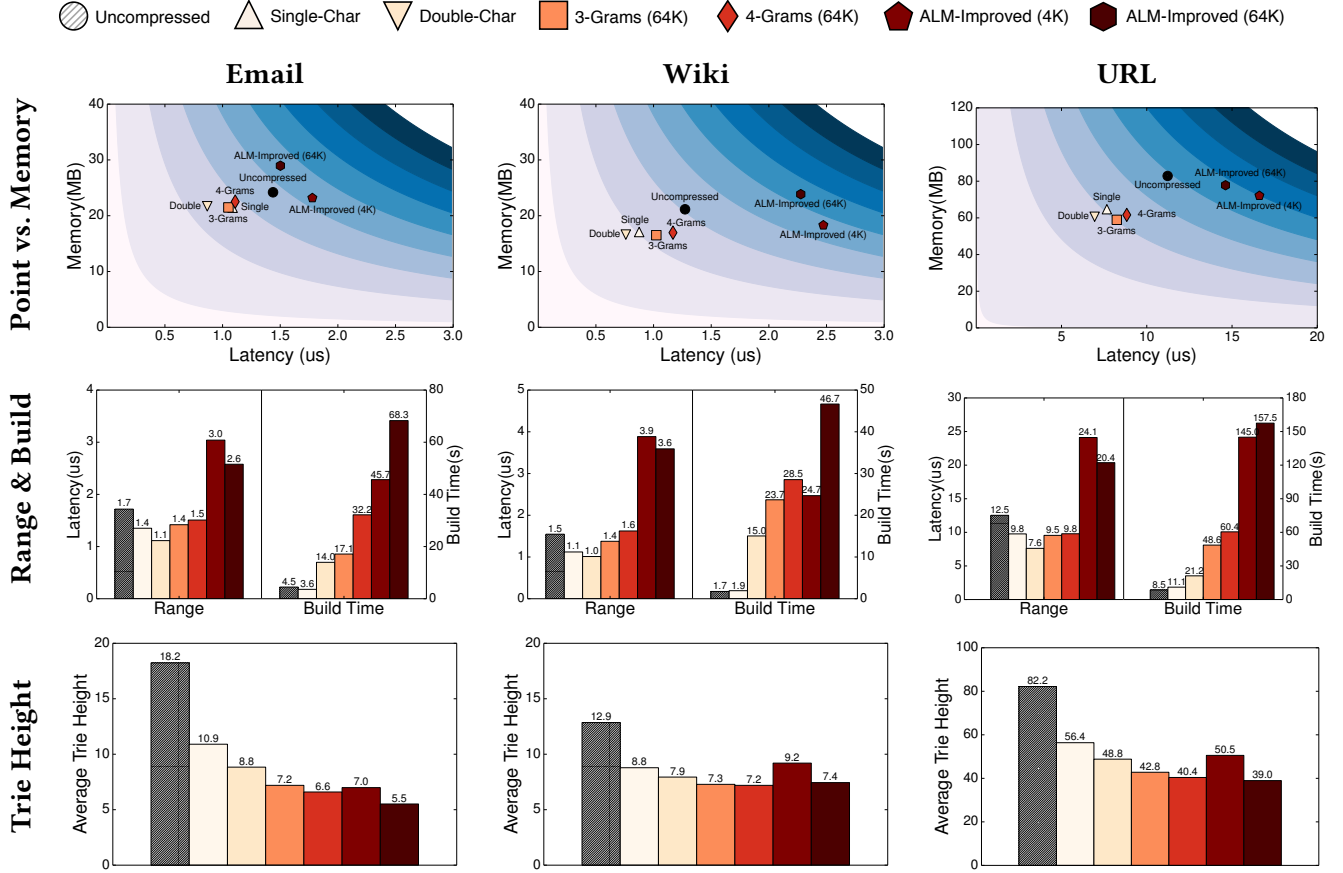 Uncompressed Single-Char Double-Char 3-Grams (64K) 4-Grams (64K) ALM-Improved (4K) ALM-Improved (64K)
Email Wiki URL
Point vs. Memory
Memory(MB)
40
30
20
10
0
0.5 1.0 1.5 2.0 2.5 3.0
Latency (us)
ALM-Improved (64K)
Uncompressed
4-Grams
Double
Single
ALM-Improved (4K)
3-Grams
Memory(MB)
40
30
20
10
0
0.5 1.0 1.5 2.0 2.5 3.0
Latency (us)
Uncompressed
ALM-Improved (64K)
Single
4-Grams
Double
ALM-Improved (4K)
3-Grams
Memory(MB)
120
100
80
60
40
20
0
5 10 15 20
Latency (us)
ALM-Improved (64K)
Uncompressed
Single
ALM-Improved (4K)
Double
4-Grams
3-Grams
Range & Build
Latency(us)
4
3
2
1
0
1.7 1.4 1.1 1.4 1.5 3.0 2.6
4.5 3.6 14.0 17.1 32.2 45.7 68.3
80
60
40
20
0
Build Time(s)
Range Build Time
Latency(us)
5
4
3
2
1
0
1.5 1.1 1.0 1.4 1.6 3.9 3.6
1.7 1.9 15.0 23.7 28.5 24.7 46.7
50
40
30
20
10
0
Build Time(s)
Range Build Time
Latency(us)
30
25
20
15
10
5
0
12.5 9.8 7.6 9.5 9.8 24.1 20.4
8.5 11.1 21.2 48.6 60.4 145.0 157.5
180
150
120
90
60
30
0
Build Time(s)
Range Build Time
Trie Height
Average Trie Height
20
15
10
5
0
18.2 10.9 8.8 7.2 6.6 7.0 5.5
Average Trie Height
20
15
10
5
0
12.9 8.8 7.9 7.3 7.2 9.2 7.4
Average Trie Height
100
80
60
40
20
0
82.2 56.4 48.8 42.8 40.4 50.5 39.0